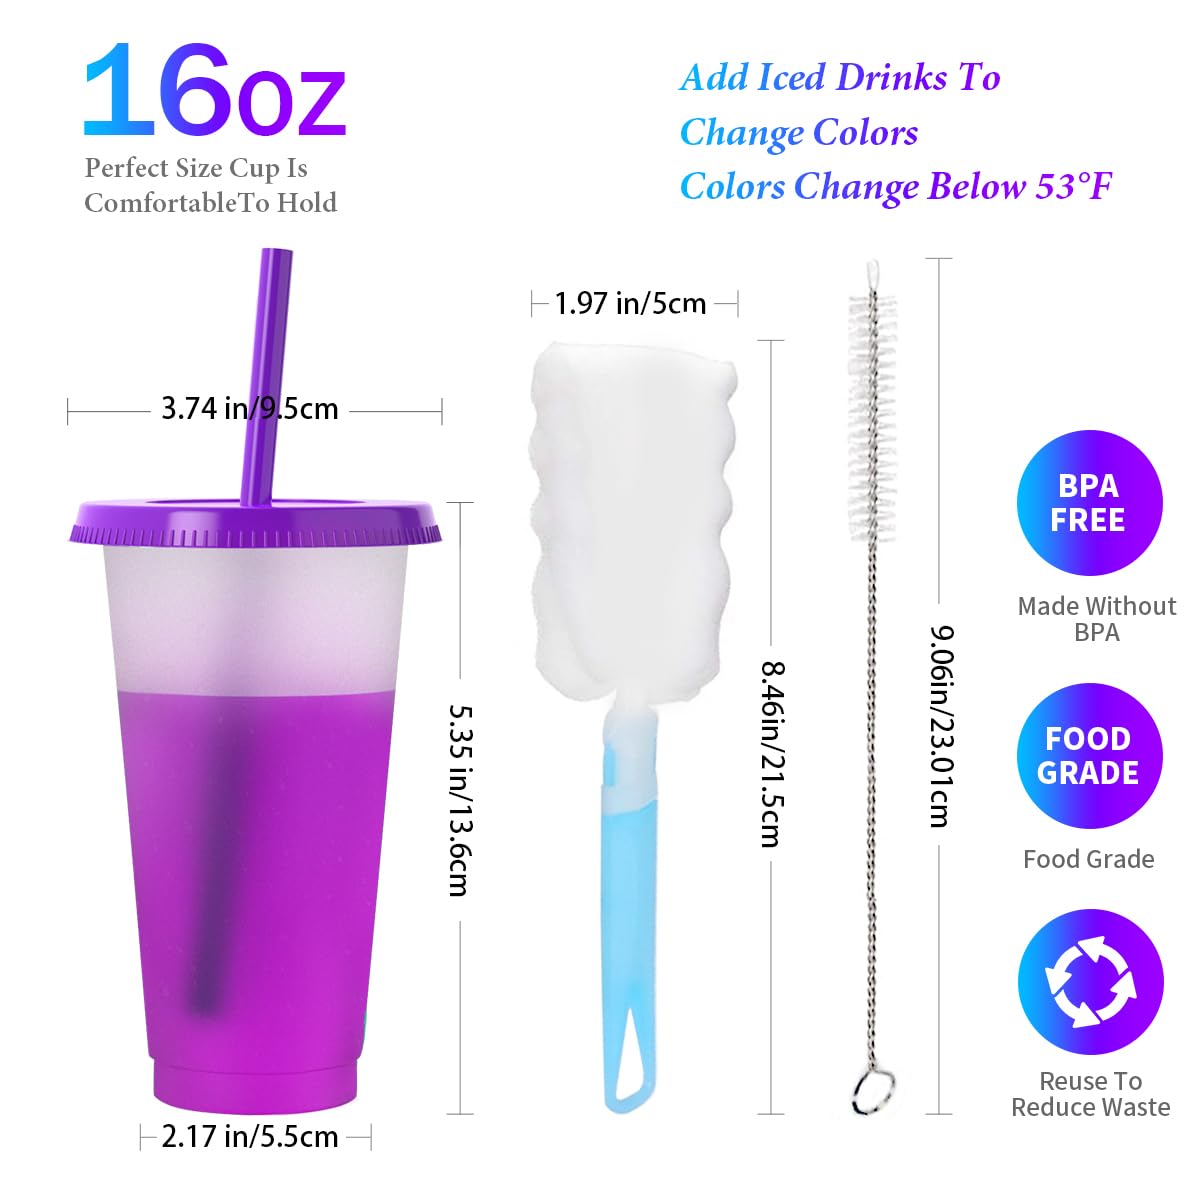 16oz
Perfect Size Cup Is
ComfortableTo Hold
Add Iced Drinks To
Change Colors
Colors Change Below 53°F
1.97 in/5cm
3.74 in/9.5cm
5.35 in/13.6cm
8.46in/21.5cm
9.06in/23.01cm
2.17 in/5.5cm
BPA
FREE
Made Without
BPA
FOOD
GRADE
Food Grade
Reuse To
Reduce Waste